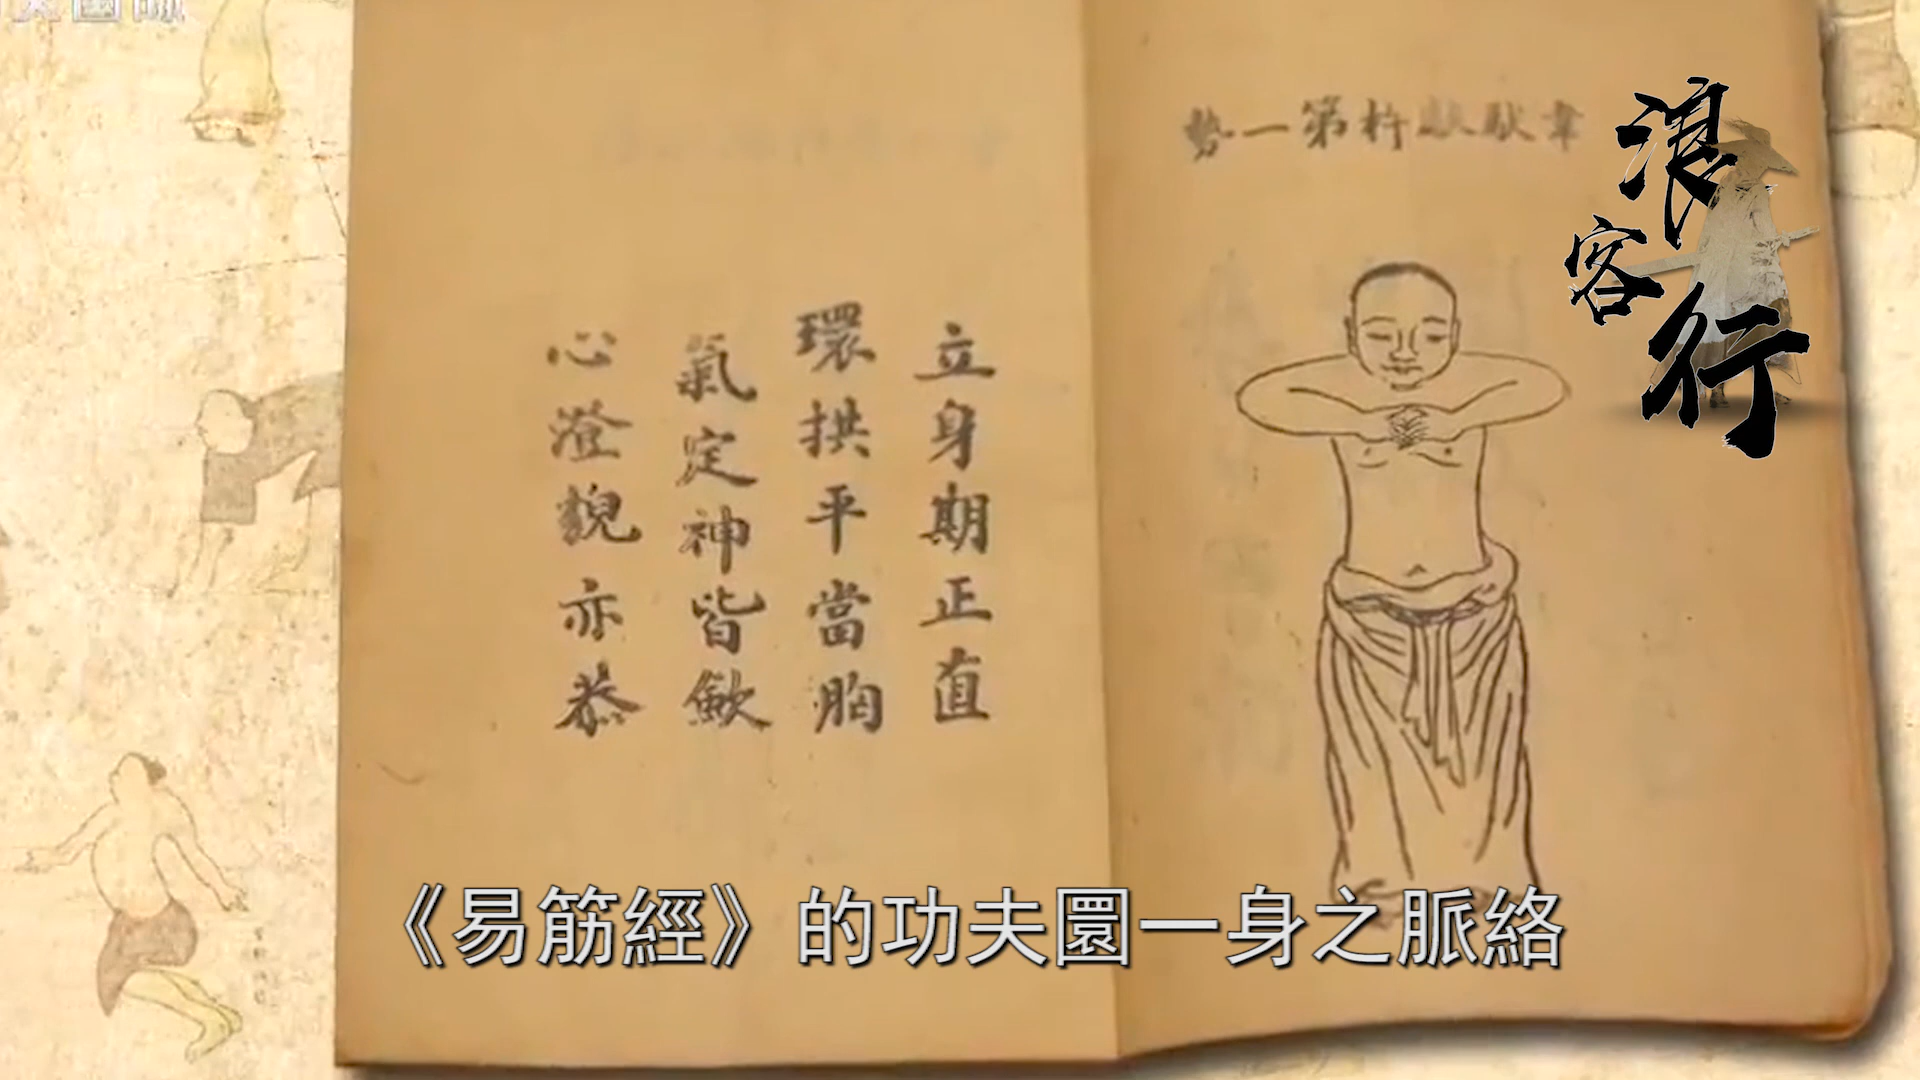 韋馱獻杵第一勢
立身期正直
環拱平當胸
氣定神皆斂
心澄貌亦恭
浪客行
《易筋經》的功夫圜一身之脈絡